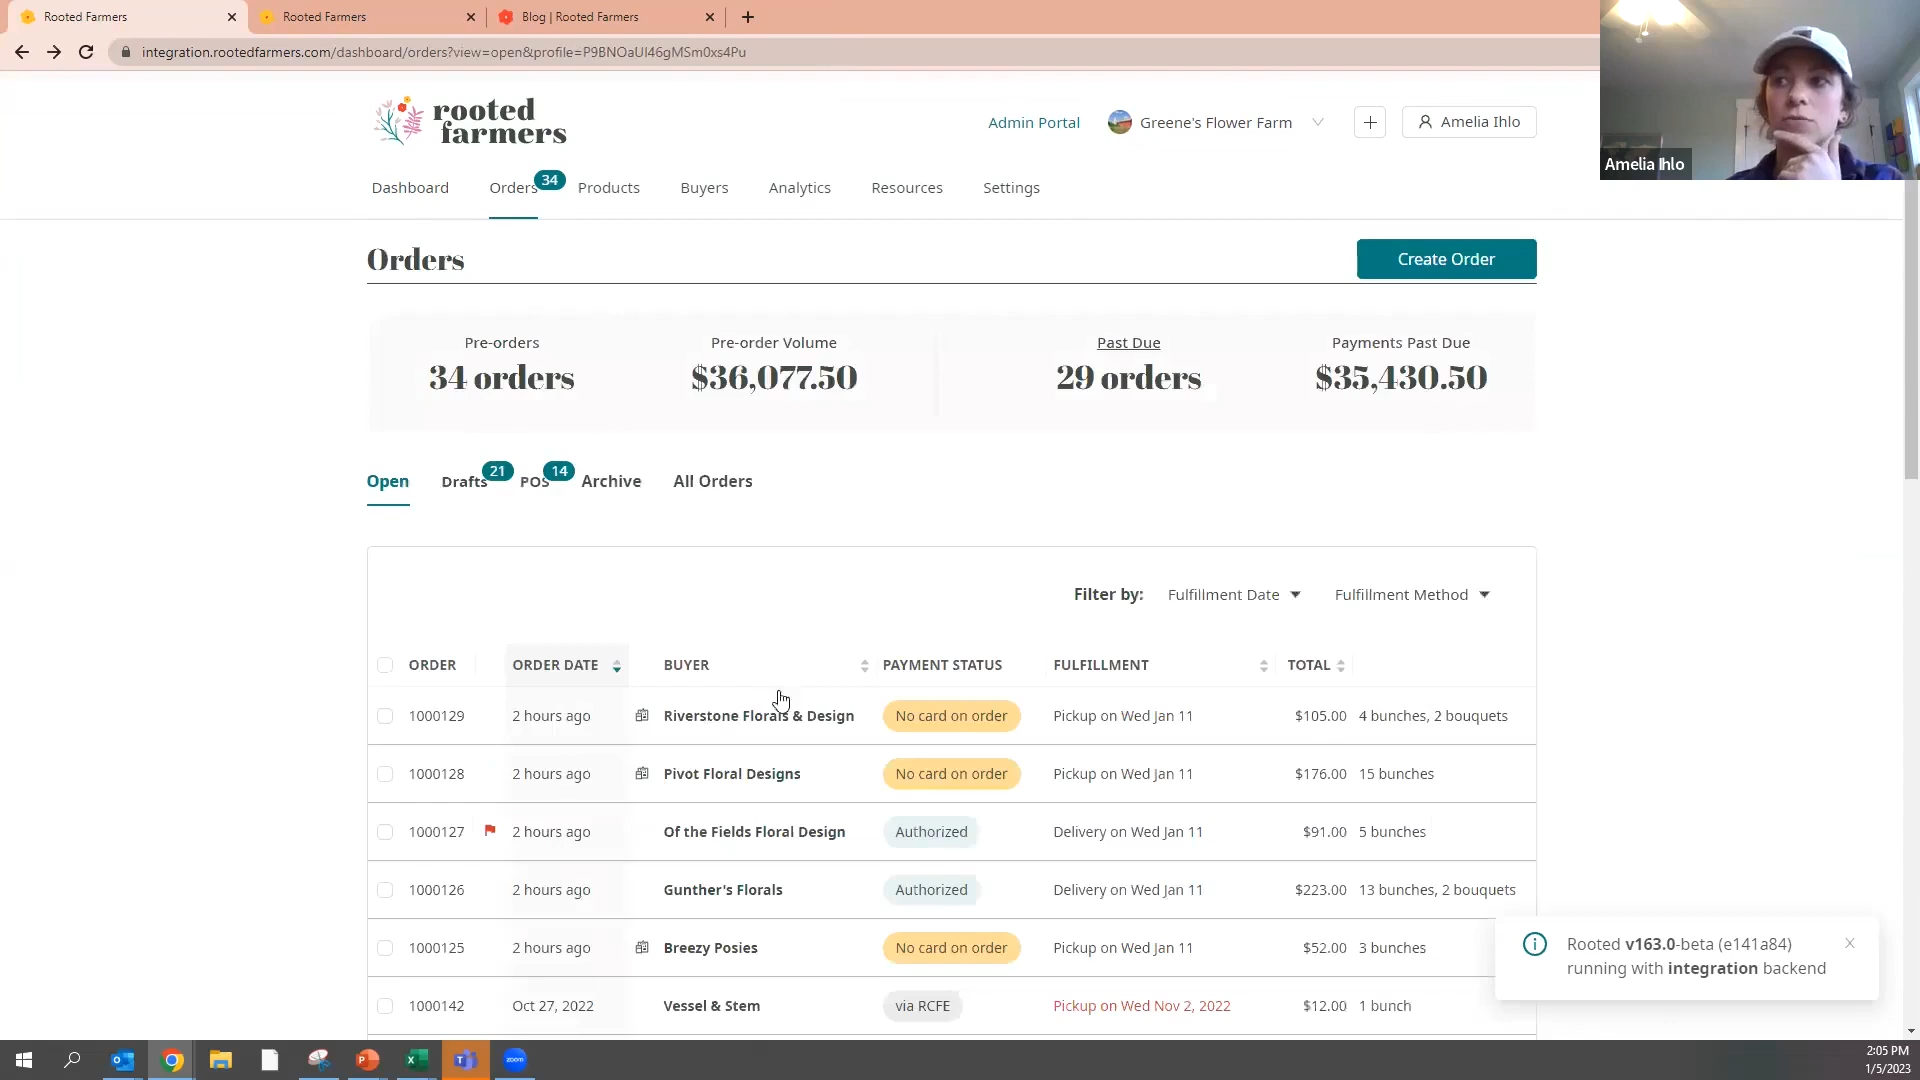 Rooted Farmers
Rooted Farmers
Blog | Rooted Farmers
integration.rootedfarmers.com/dashboard/orders?view=open&profile=P9BNOaUI46gMSm0xs4Pu
rooted
farmers
Admin Portal
Greene's Flower Farm
Amelia Ihlo
Amelia Ihlo
Dashboard
Orders 34
Products
Buyers
Analytics
Resources
Settings
Orders
Create Order
Pre-orders
34 orders
Pre-order Volume
$36,077.50
Past Due
29 orders
Payments Past Due
$35,430.50
Open
Drafts 21
POS 14
Archive
All Orders
Filter by: Fulfillment Date Fulfillment Method
ORDER ORDER DATE BUYER PAYMENT STATUS FULFILLMENT TOTAL
1000129 2 hours ago Riverstone Florals & Design No card on order Pickup on Wed Jan 11 $105.00 4 bunches, 2 bouquets
1000128 2 hours ago Pivot Floral Designs No card on order Pickup on Wed Jan 11 $176.00 15 bunches
1000127 2 hours ago Of the Fields Floral Design Authorized Delivery on Wed Jan 11 $91.00 5 bunches
1000126 2 hours ago Gunther's Florals Authorized Delivery on Wed Jan 11 $223.00 13 bunches, 2 bouquets
1000125 2 hours ago Breezy Posies No card on order Pickup on Wed Jan 11 $52.00 3 bunches
1000142 Oct 27, 2022 Vessel & Stem via RCFE Pickup on Wed Nov 2, 2022 $12.00 1 bunch
Rooted v163.0-beta (e141a84)
running with integration backend
zoom
2:05 PM
1/5/2023